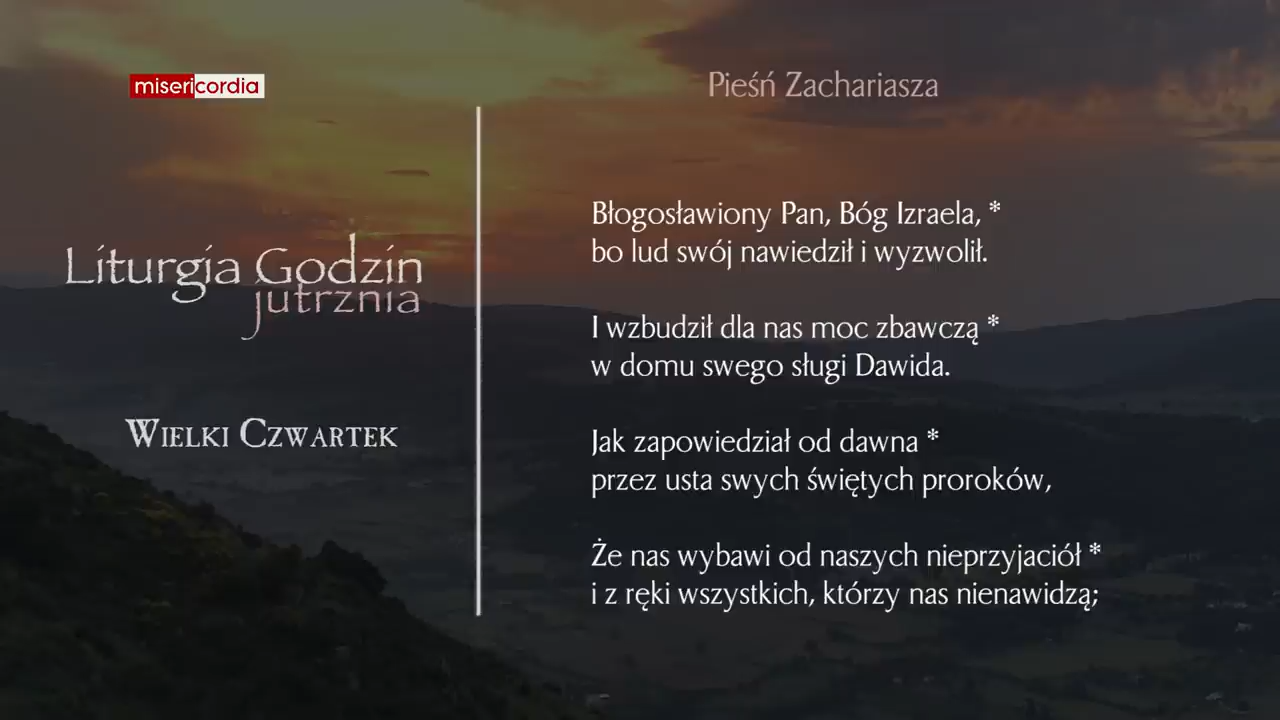 misericordia
Liturgia Godzin
jutrznia
Wielki Czwartek
Pieśń Zachariasza
Błogosławiony Pan, Bóg Izraela, *
bo lud swój nawiedził i wyzwolił.
I wzbudził dla nas moc zbawczą *
w domu swego sługi Dawida.
Jak zapowiedział od dawna *
przez usta swych świętych proroków,
Że nas wybawi od naszych nieprzyjaciół *
i z ręki wszystkich, którzy nas nienawidzą;